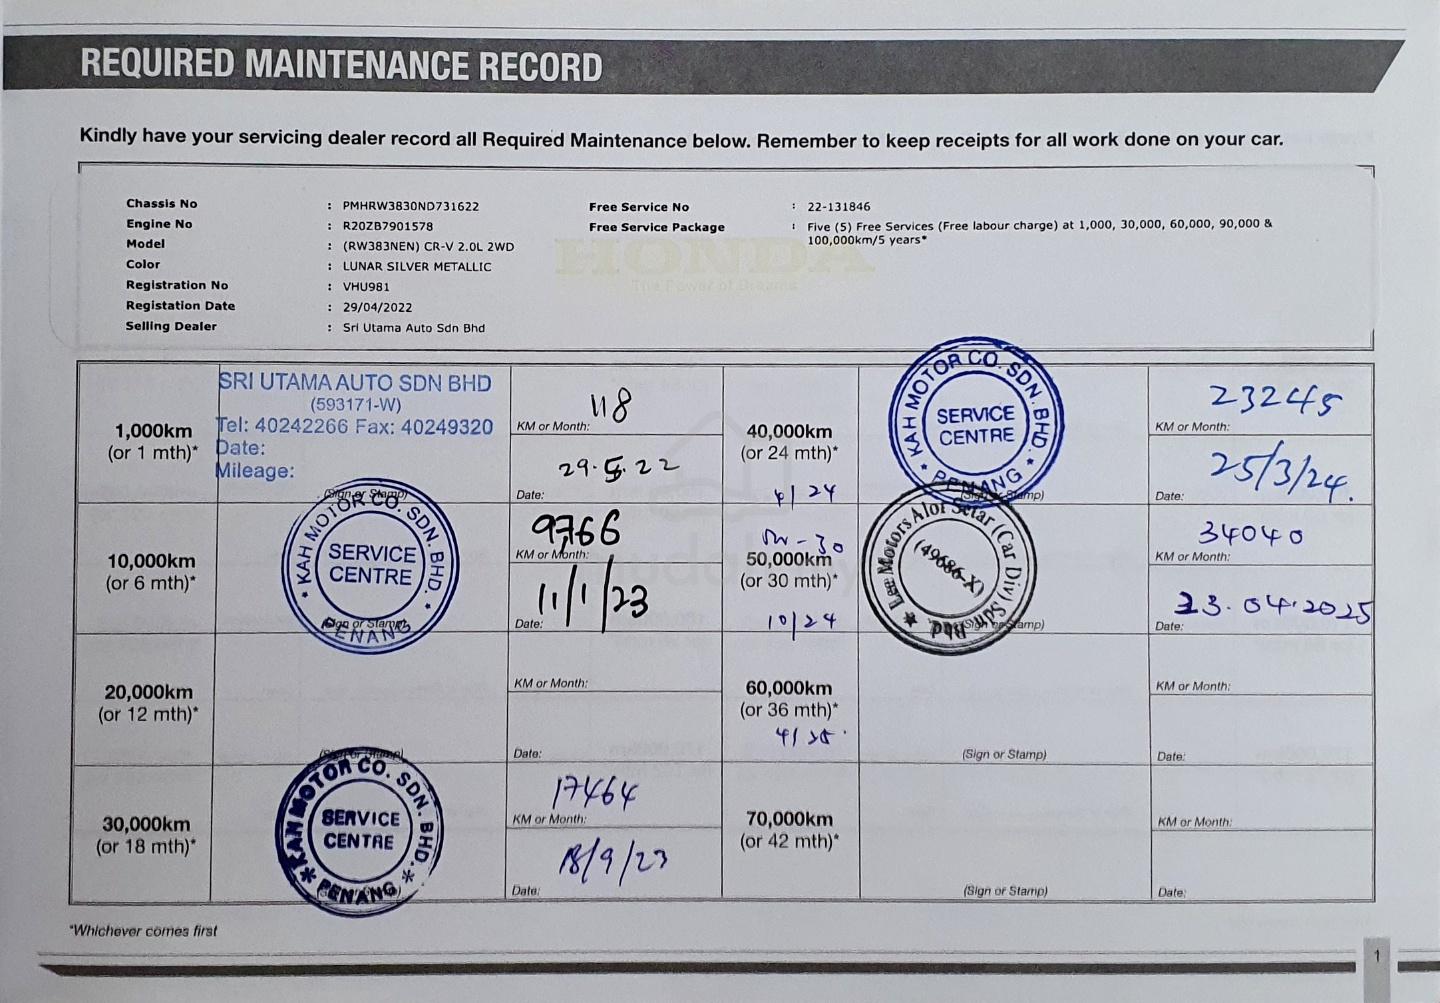 REQUIRED MAINTENANCE RECORD
Kindly have your servicing dealer record all Required Maintenance below. Remember to keep receipts for all work done on your car.
Chassis No : PMHRW3830ND731622
Engine No : R20ZB7901578
Model : (RW383NEN) CR-V 2.0L 2WD
Color : LUNAR SILVER METALLIC
Registration No : VHU981
Registation Date : 29/04/2022
Selling Dealer : Sri Utama Auto Sdn Bhd
Free Service No : 22-131846
Free Service Package : Five (5) Free Services (Free labour charge) at 1,000, 30,000, 60,000, 90,000 &
100,000km/5 years*
HONDA
The Power of Dreams
1,000km
(or 1 mth)*
SRI UTAMA AUTO SDN BHD
(593171-W)
Tel: 40242266 Fax: 40249320
Date:
Mileage:
(Sign or Stamp)
118
KM or Month:
29.5.22
Date:
10,000km
(or 6 mth)*
KAH MOTOR CO. SDN. BHD.
SERVICE
CENTRE
PENANG
(Sign or Stamp)
9,766
KM or Month:
11/1/23
Date:
20,000km
(or 12 mth)*
(Sign or Stamp)
KM or Month:
Date:
30,000km
(or 18 mth)*
KAH MOTOR CO. SDN. BHD.
SERVICE
CENTRE
PENANG
17464
KM or Month:
18/9/23
Date:
40,000km
(or 24 mth)*
4/24
KAH MOTOR CO. SDN. BHD.
SERVICE
CENTRE
PENANG
(Sign or Stamp)
23245
KM or Month:
25/3/24.
Date:
50,000km
(or 30 mth)*
10/24
Lee Motors Alor Setar (Car Div) Sdn. Bhd.
(49686-X)
(Sign or Stamp)
34040
KM or Month:
23.04.2025
Date:
60,000km
(or 36 mth)*
(Sign or Stamp)
KM or Month:
Date:
70,000km
(or 42 mth)*
(Sign or Stamp)
KM or Month:
Date:
*Whichever comes first
1